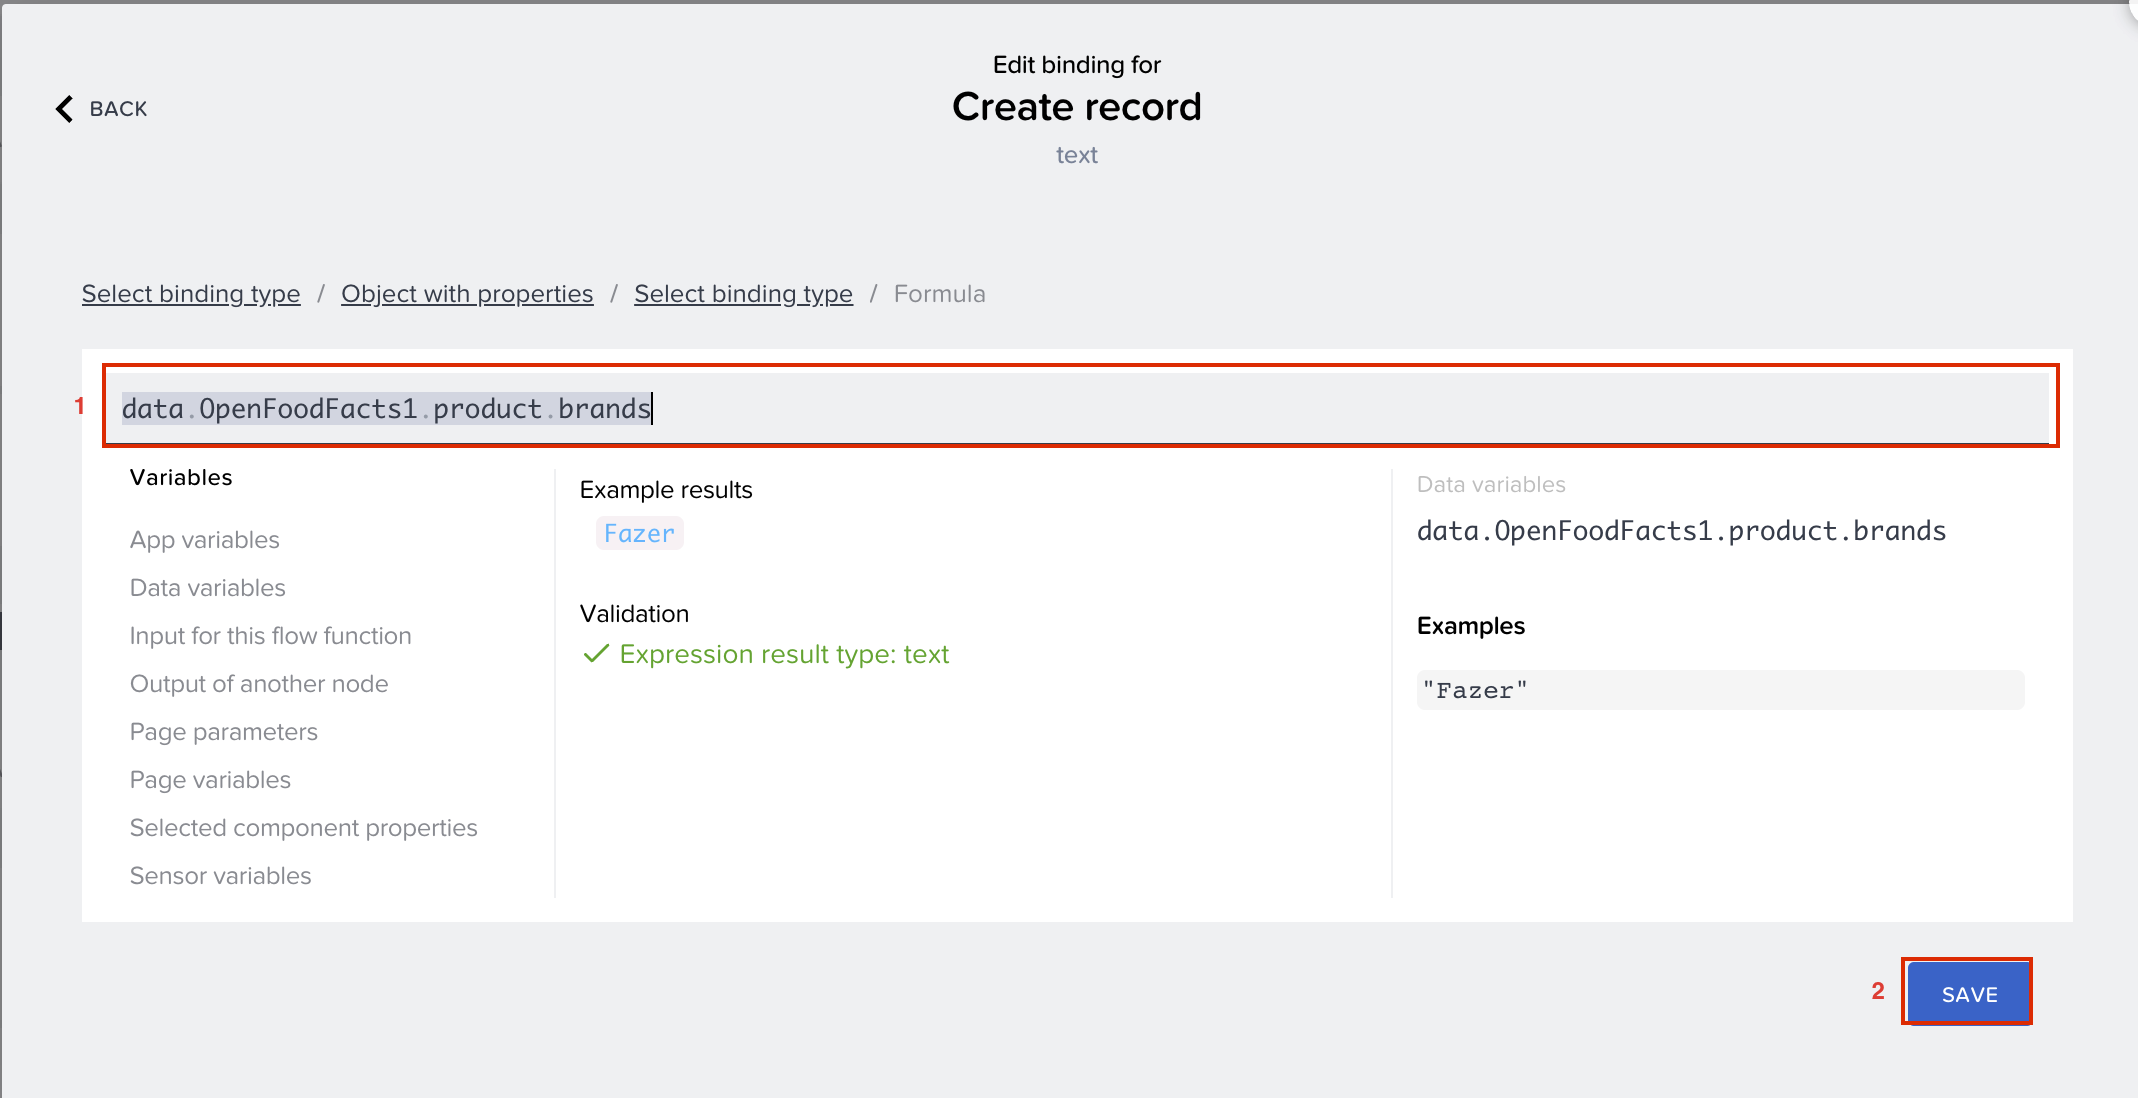 Edit binding for
BACK
Create record
text
Select binding type / Object with properties / Select binding type / Formula
1
data.OpenFoodFacts1.product.brands
Variables
App variables
Data variables
Input for this flow function
Output of another node
Page parameters
Page variables
Selected component properties
Sensor variables
Example results
Fazer
Validation
Expression result type: text
Data variables
data.OpenFoodFacts1.product.brands
Examples
"Fazer"
2
SAVE